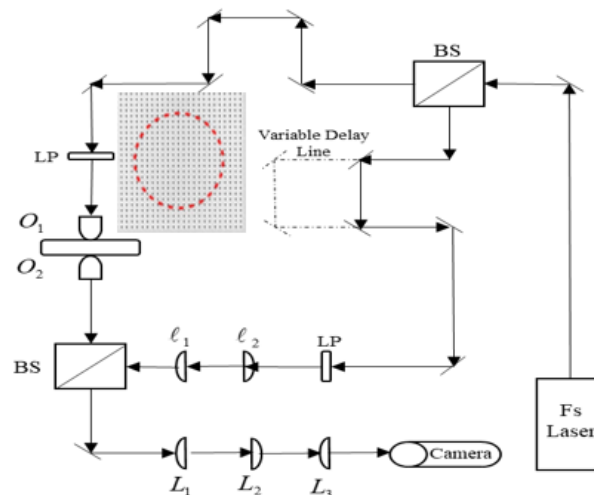 BS
Variable Delay
Line
LP
O₁
O₂
ℓ₁
ℓ₂
LP
BS
Fs
Laser
Camera
L₁
L₂
L₃